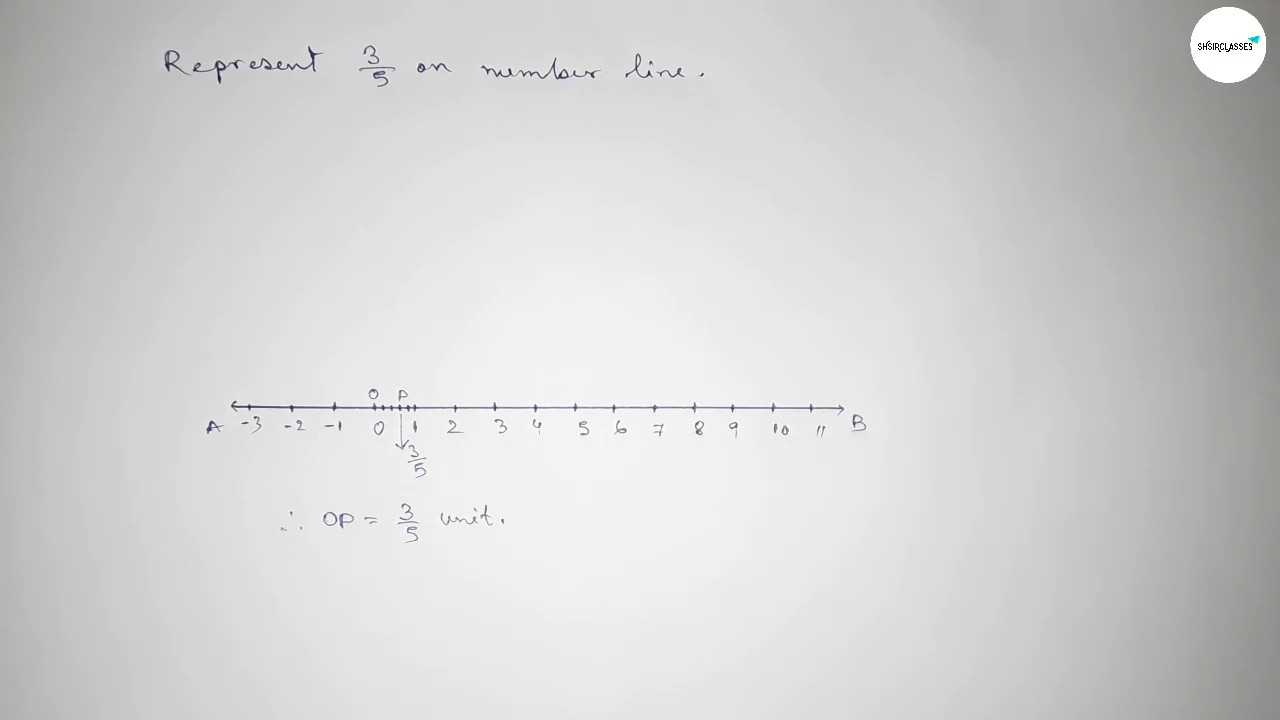 SHSIRCLASSES
Represent 3/5 on number line.
O P
A -3 -2 -1 0 1 2 3 4 5 6 7 8 9 10 11 B
3/5
∴ OP = 3/5 unit.